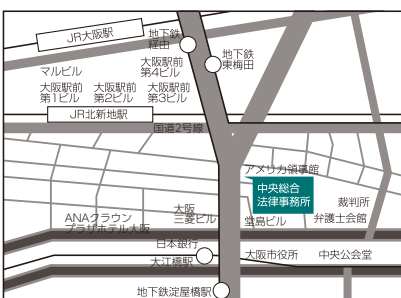 JR大阪駅
地下鉄
経由
地下鉄
東梅田
マルビル
大阪駅前
第4ビル
大阪駅前
第1ビル
大阪駅前
第2ビル
大阪駅前
第3ビル
JR北新地駅
国道2号線
アメリカ領事館
中央総合
法律事務所
裁判所
弁護士会館
大阪
三菱ビル
堂島ビル
ANAクラウン
プラザホテル大阪
日本銀行
大江橋駅
大阪市役所
中央公会堂
地下鉄淀屋橋駅